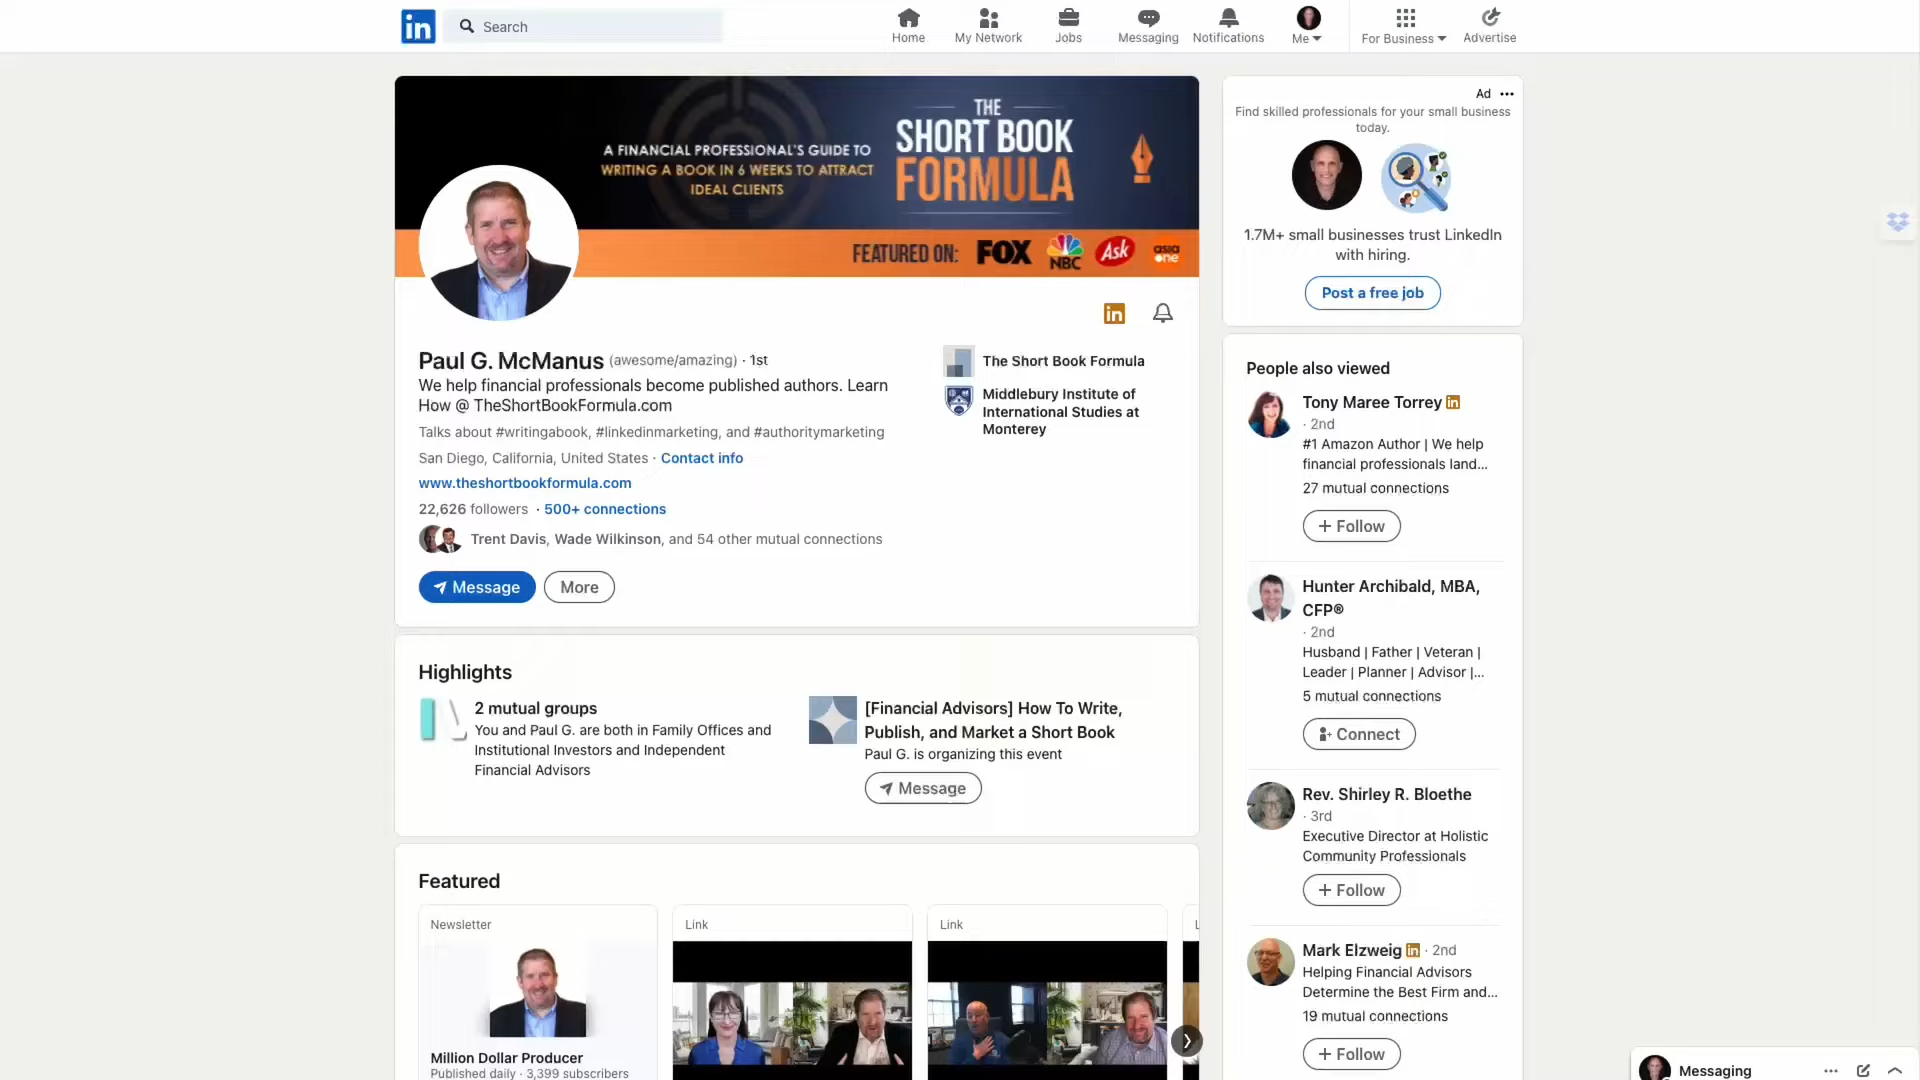 in
Search
Home
My Network
Jobs
Messaging
Notifications
Me
For Business
Advertise
A FINANCIAL PROFESSIONAL'S GUIDE TO
WRITING A BOOK IN 6 WEEKS TO ATTRACT
IDEAL CLIENTS
THE
SHORT BOOK
FORMULA
FEATURED ON:
FOX
NBC
Ask
asia
one
in
Paul G. McManus (awesome/amazing) · 1st
We help financial professionals become published authors. Learn
How @ TheShortBookFormula.com
Talks about #writingabook, #linkedinmarketing, and #authoritymarketing
San Diego, California, United States · Contact info
www.theshortbookformula.com
22,626 followers · 500+ connections
Trent Davis, Wade Wilkinson, and 54 other mutual connections
Message
More
The Short Book Formula
Middlebury Institute of
International Studies at
Monterey
Highlights
2 mutual groups
You and Paul G. are both in Family Offices and
Institutional Investors and Independent
Financial Advisors
[Financial Advisors] How To Write,
Publish, and Market a Short Book
Paul G. is organizing this event
Message
Featured
Newsletter
Million Dollar Producer
Published daily · 3,399 subscribers
Link
Link
L
Ad
Find skilled professionals for your small business
today.
1.7M+ small businesses trust LinkedIn
with hiring.
Post a free job
People also viewed
Tony Maree Torrey in
· 2nd
#1 Amazon Author | We help
financial professionals land...
27 mutual connections
+ Follow
Hunter Archibald, MBA,
CFP®
· 2nd
Husband | Father | Veteran |
Leader | Planner | Advisor |...
5 mutual connections
Connect
Rev. Shirley R. Bloethe
· 3rd
Executive Director at Holistic
Community Professionals
+ Follow
Mark Elzweig in · 2nd
Helping Financial Advisors
Determine the Best Firm and...
19 mutual connections
+ Follow
Messaging